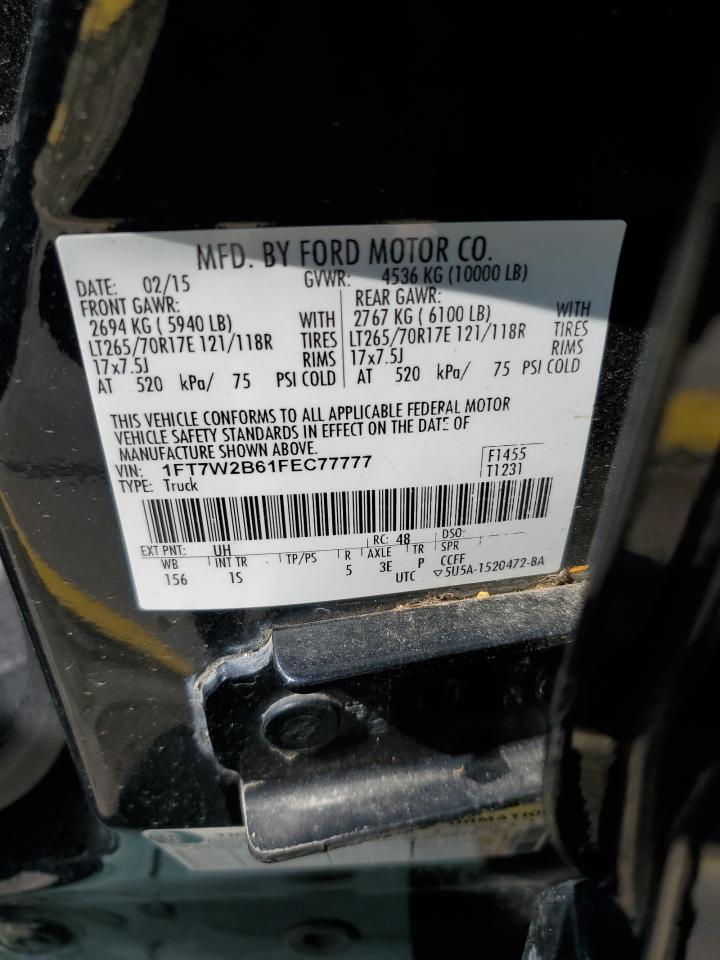 MFD. BY FORD MOTOR CO.
DATE: 02/15 GVWR: 4536 KG (10000 LB)
FRONT GAWR: REAR GAWR:
2694 KG ( 5940 LB) WITH 2767 KG ( 6100 LB) WITH
LT265/70R17E 121/118R TIRES LT265/70R17E 121/118R TIRES
17x7.5J RIMS 17x7.5J RIMS
AT 520 kPa/ 75 PSI COLD AT 520 kPa/ 75 PSI COLD
THIS VEHICLE CONFORMS TO ALL APPLICABLE FEDERAL MOTOR
VEHICLE SAFETY STANDARDS IN EFFECT ON THE DATE OF
MANUFACTURE SHOWN ABOVE.
VIN: 1FT7W2B61FEC77777 F1455
TYPE: Truck T1231
EXT PNT: UH RC: 48 DSO:
WB INT TR TP/PS R AXLE TR SPR
156 1S 5 3E P CCFF
UTC ▽5U5A-1520472-BA